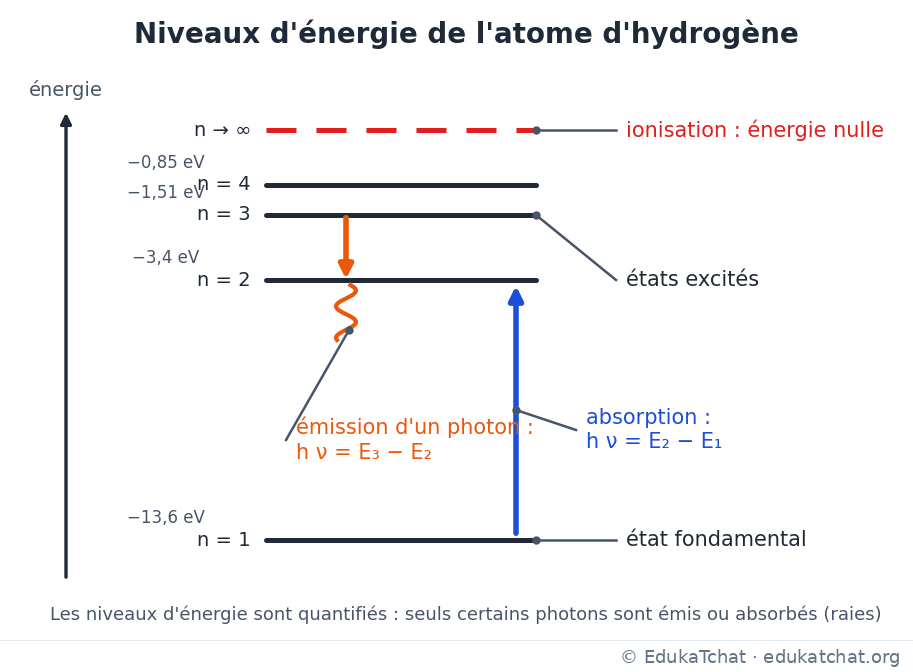 Niveaux d'énergie de l'atome d'hydrogène
énergie
n → ∞
ionisation : énergie nulle
−0,85 eV
n = 4
−1,51 eV
n = 3
−3,4 eV
n = 2
états excités
absorption :
h ν = E₂ − E₁
émission d'un photon :
h ν = E₃ − E₂
−13,6 eV
n = 1
état fondamental
Les niveaux d'énergie sont quantifiés : seuls certains photons sont émis ou absorbés (raies)
© EdukaTchat · edukatchat.org